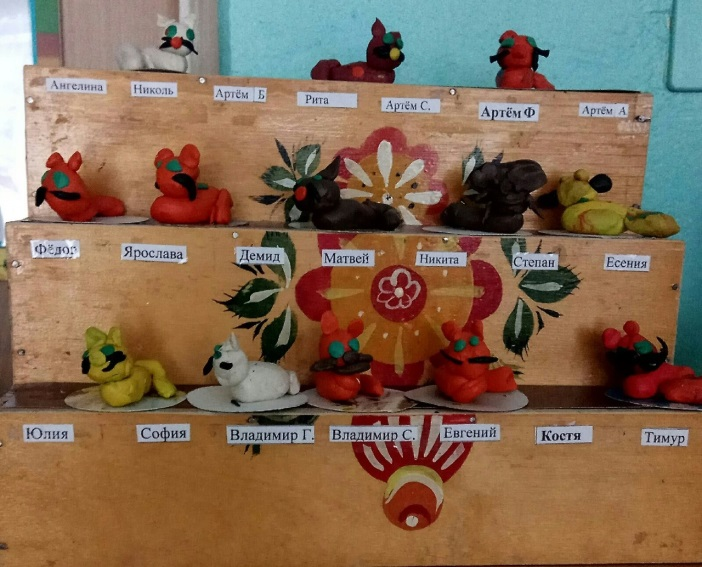 Ангелина Николь Артём Б Рита Артём С. Артём Ф Артём А
Фёдор Ярослава Демид Матвей Никита Степан Есения
Юлия София Владимир Г. Владимир С. Евгений Костя Тимур